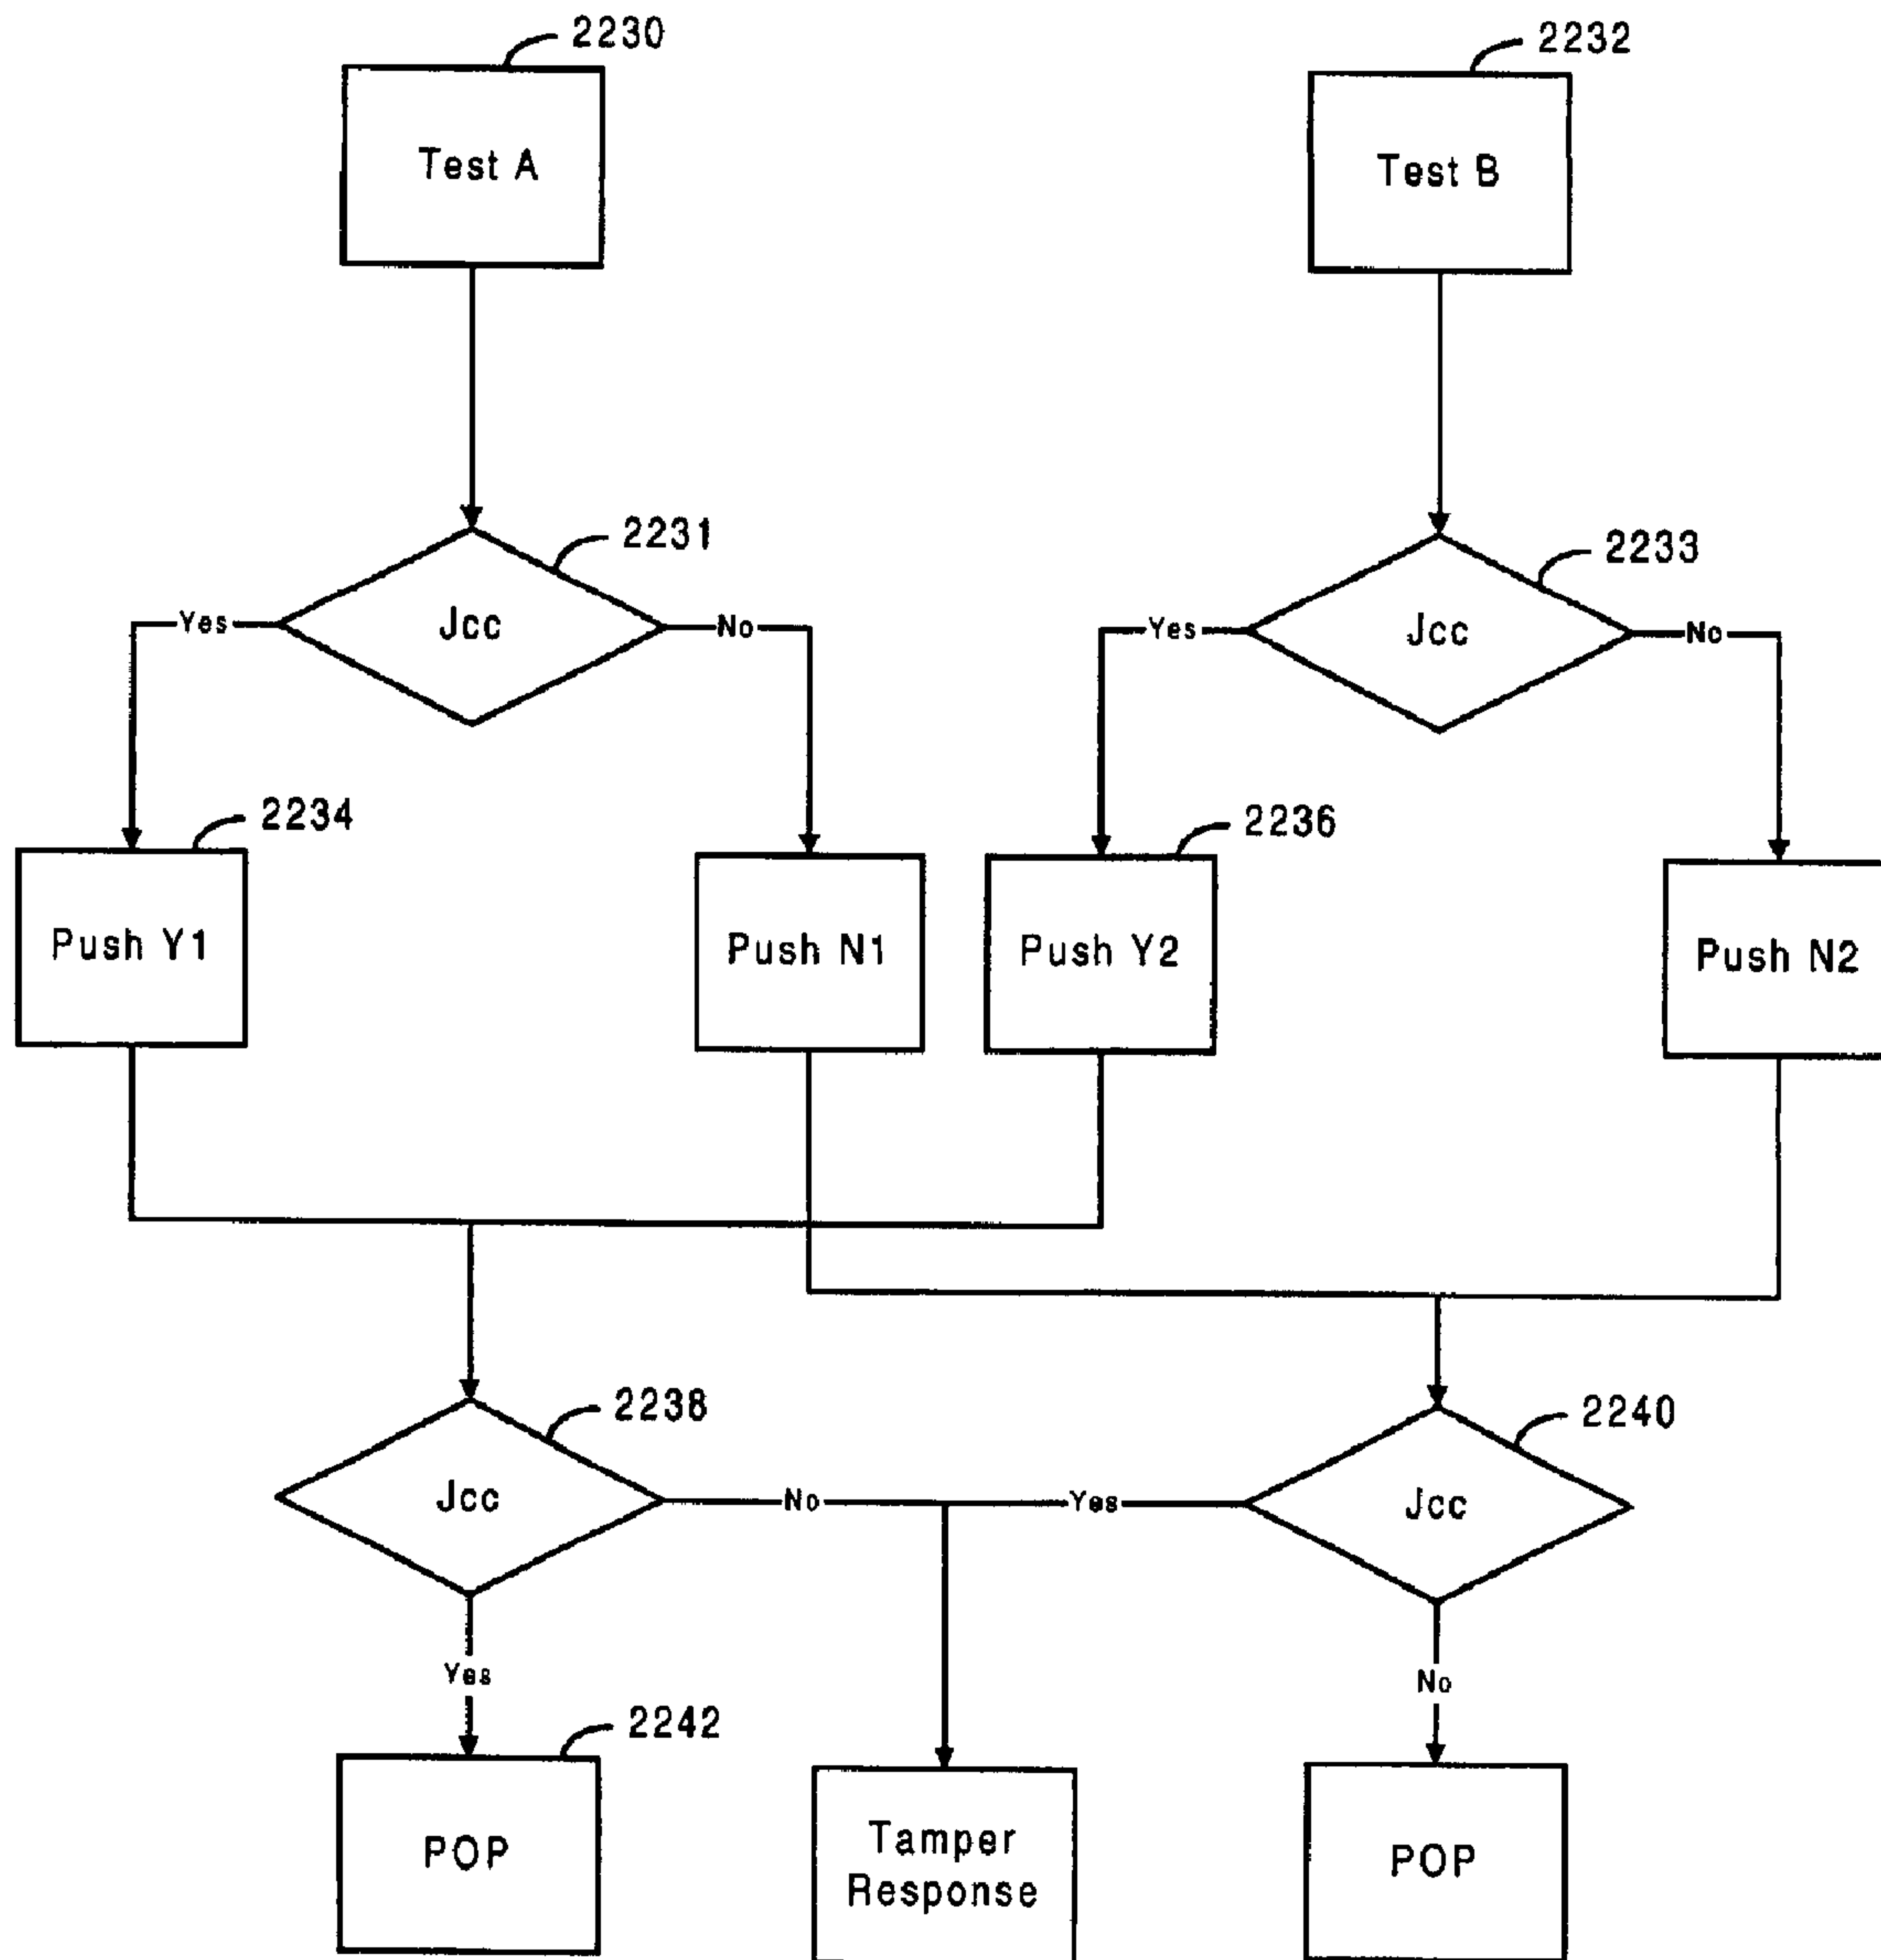 2230
2232
Test A
Test B
2231
2233
Yes
Jcc
No
Yes
Jcc
No
2234
2236
Push Y1
Push N1
Push Y2
Push N2
2238
2240
Jcc
No
Yes
Jcc
Yes
No
2242
POP
Tamper
Response
POP